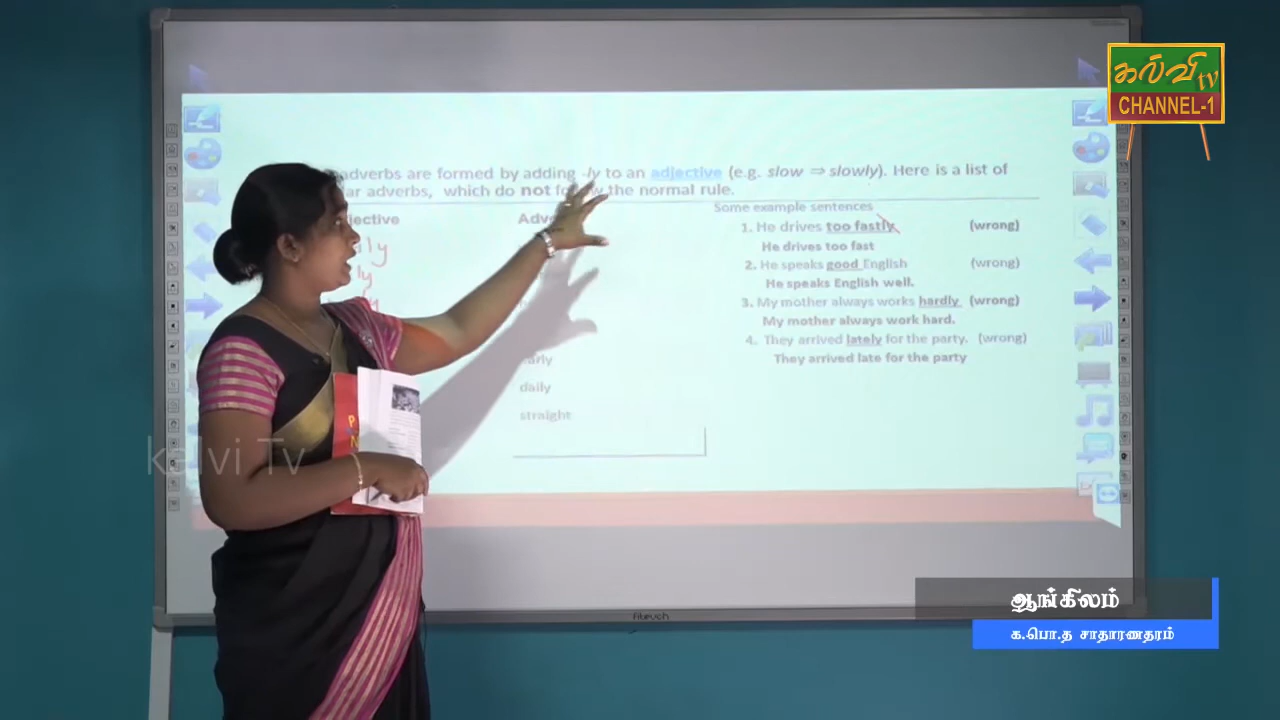 கல்வி tv
CHANNEL-1
adverbs are formed by adding -ly to an adjective (e.g. slow ⇒ slowly). Here is a list of
adverbs, which do not follow the normal rule.
Some example sentences
1. He drives too fastly (wrong)
He drives too fast
2. He speaks good English (wrong)
He speaks English well.
3. My mother always works hardly (wrong)
My mother always work hard.
4. They arrived lately for the party. (wrong)
They arrived late for the party
daily
straight
kalvi Tv
ஆங்கிலம்
க.பொ.த சாதாரணதரம்